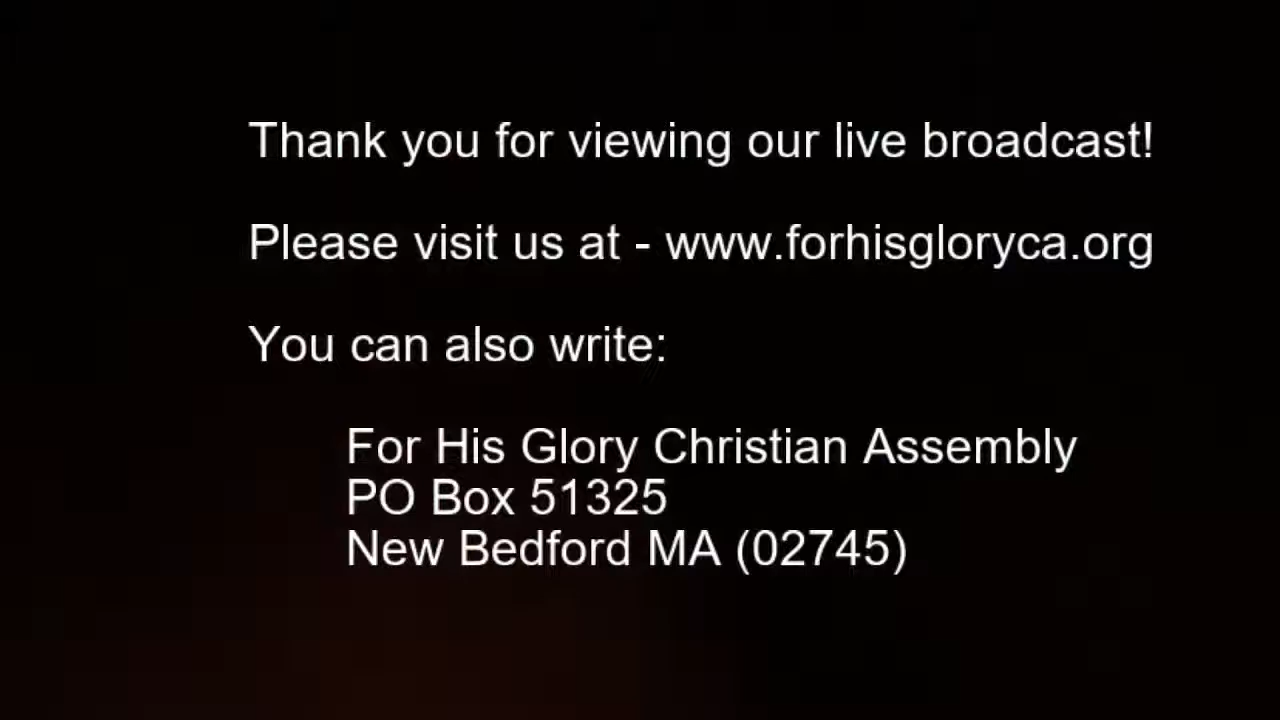 Thank you for viewing our live broadcast!
Please visit us at - www.forhisgloryca.org
You can also write:
For His Glory Christian Assembly
PO Box 51325
New Bedford MA (02745)